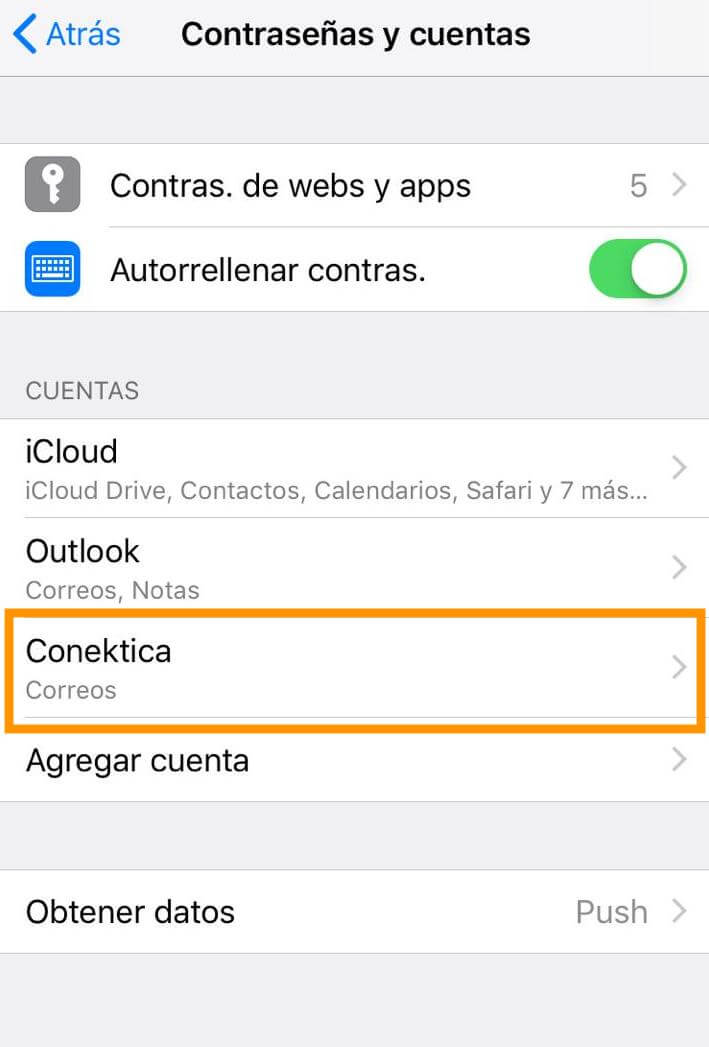 Atrás
Contraseñas y cuentas
Contras. de webs y apps 5
Autorrellenar contras.
CUENTAS
iCloud
iCloud Drive, Contactos, Calendarios, Safari y 7 más...
Outlook
Correos, Notas
Conektica
Correos
Agregar cuenta
Obtener datos Push